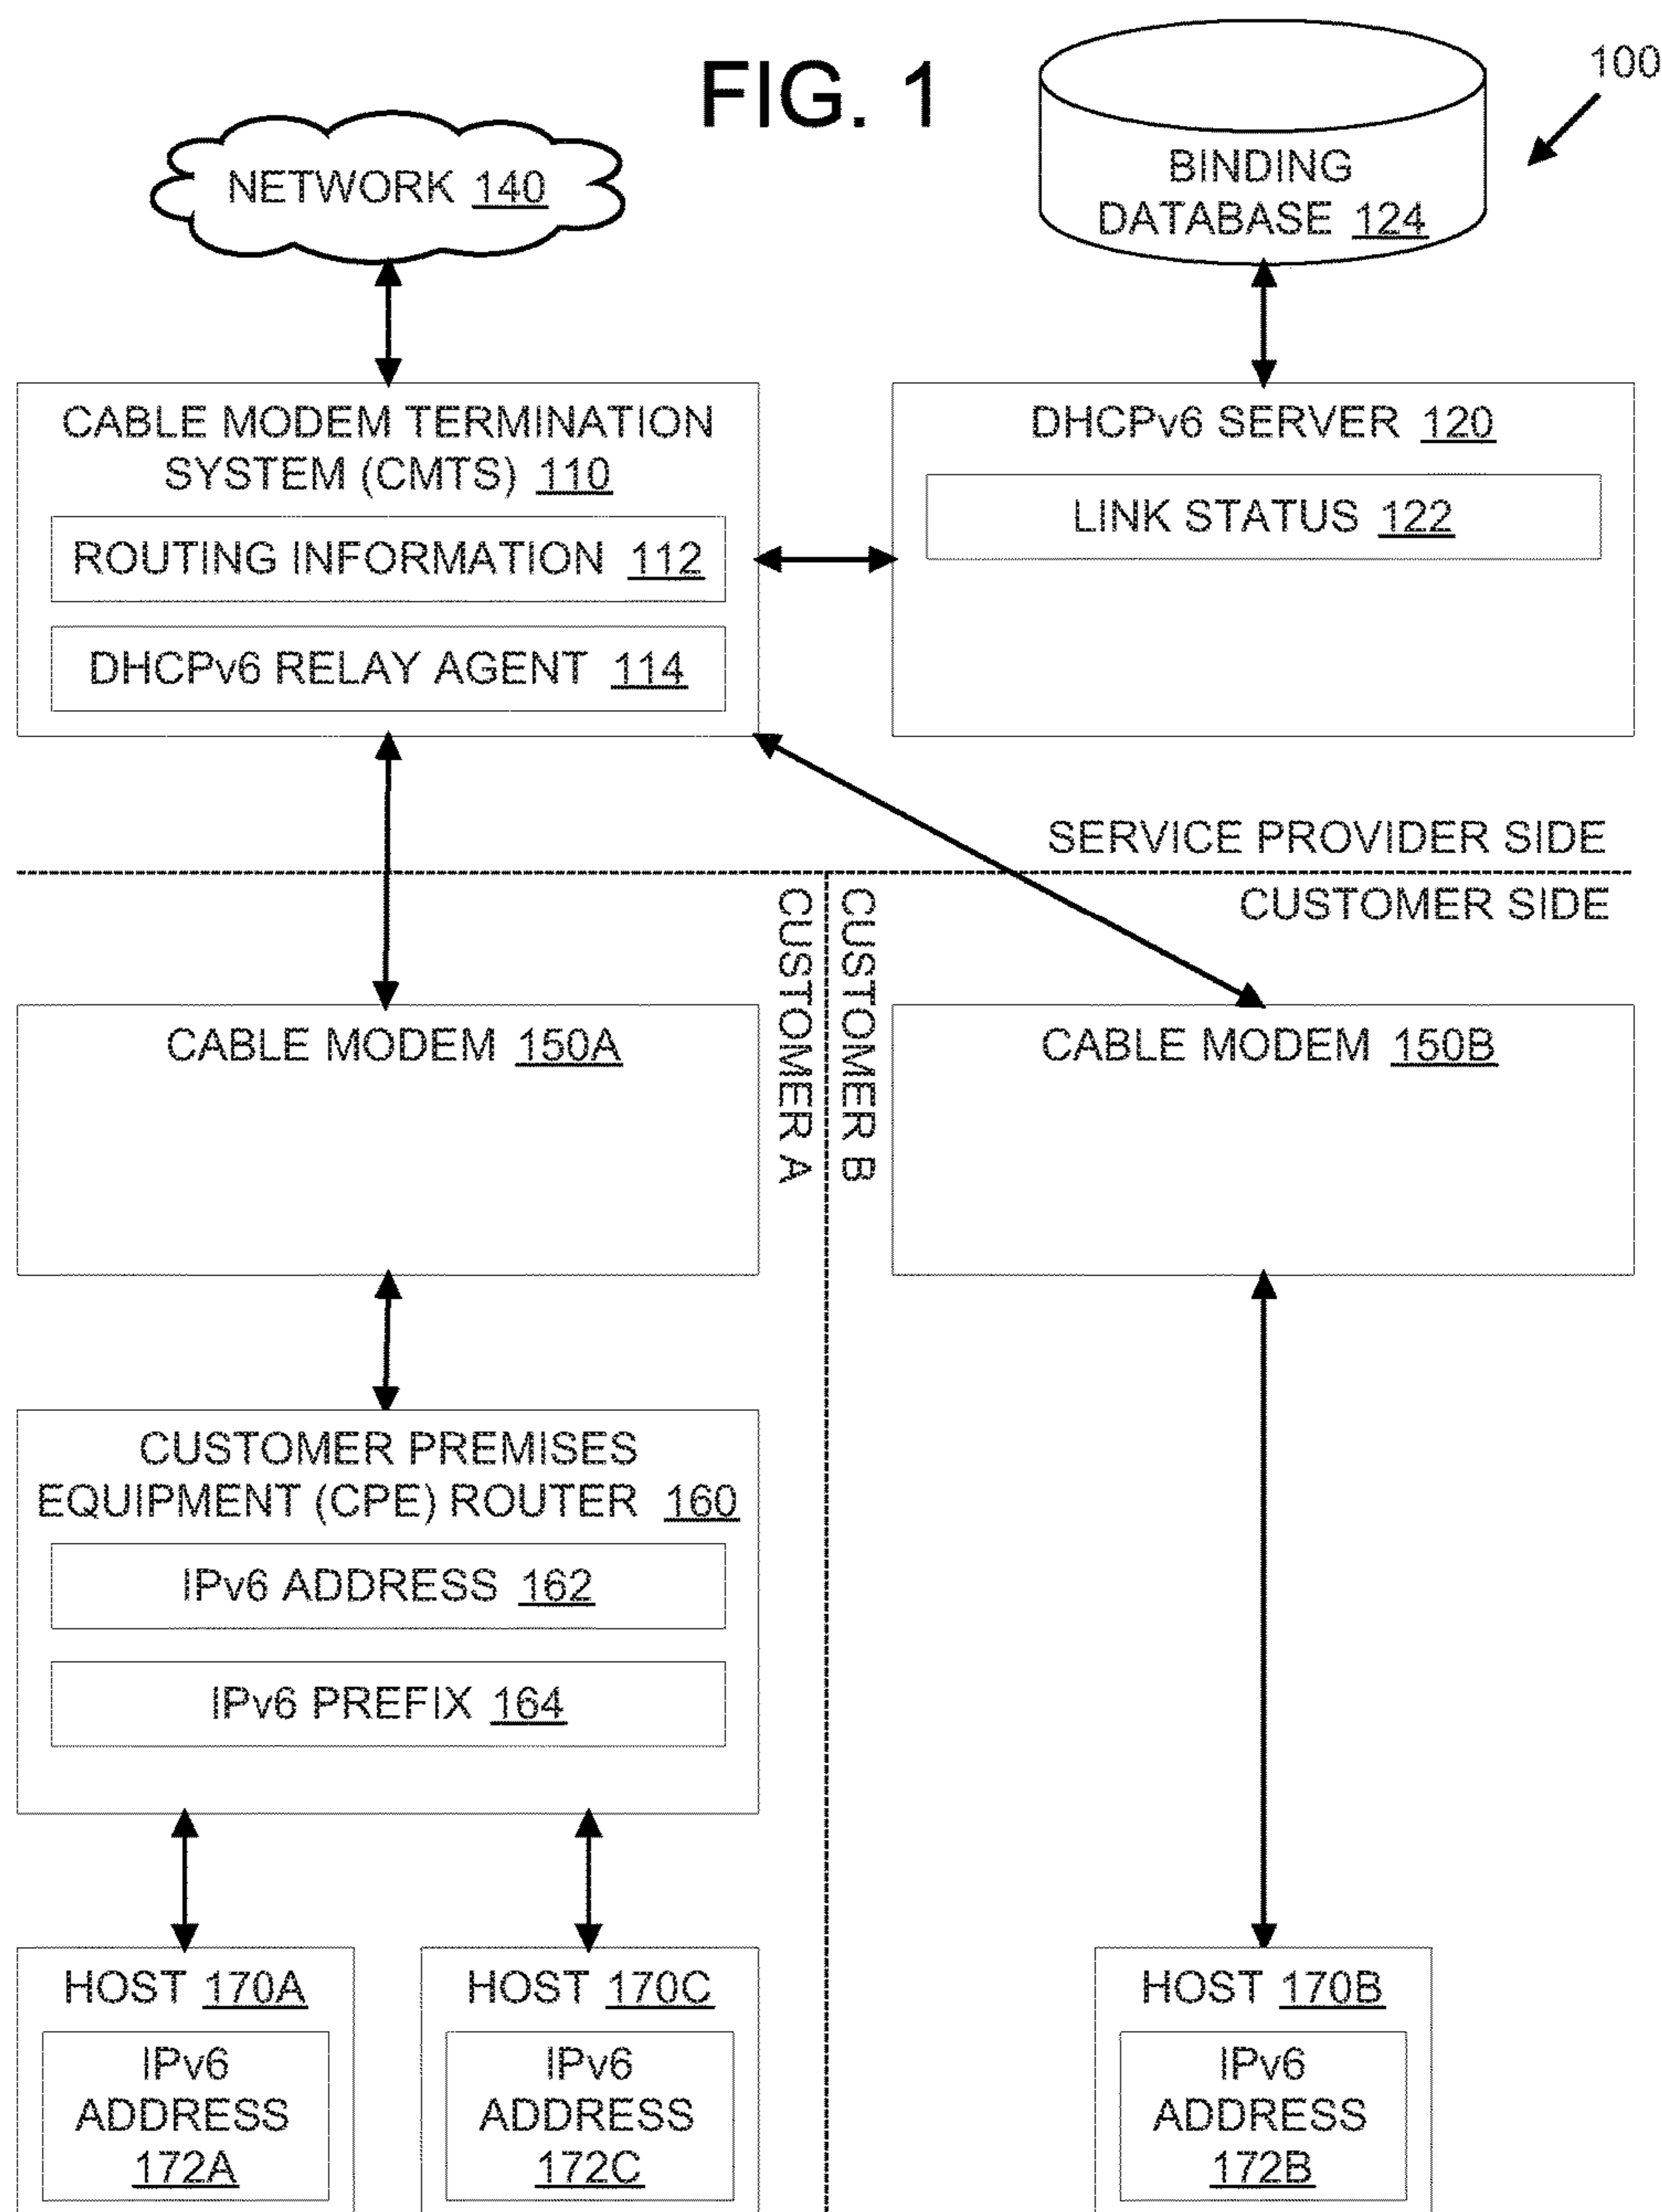 FIG. 1
100
NETWORK 140
BINDING
DATABASE 124
CABLE MODEM TERMINATION
SYSTEM (CMTS) 110
ROUTING INFORMATION 112
DHCPv6 RELAY AGENT 114
DHCPv6 SERVER 120
LINK STATUS 122
SERVICE PROVIDER SIDE
CUSTOMER SIDE
CUSTOMER A
CUSTOMER B
CABLE MODEM 150A
CABLE MODEM 150B
CUSTOMER PREMISES
EQUIPMENT (CPE) ROUTER 160
IPv6 ADDRESS 162
IPv6 PREFIX 164
HOST 170A
IPv6
ADDRESS
172A
HOST 170C
IPv6
ADDRESS
172C
HOST 170B
IPv6
ADDRESS
172B